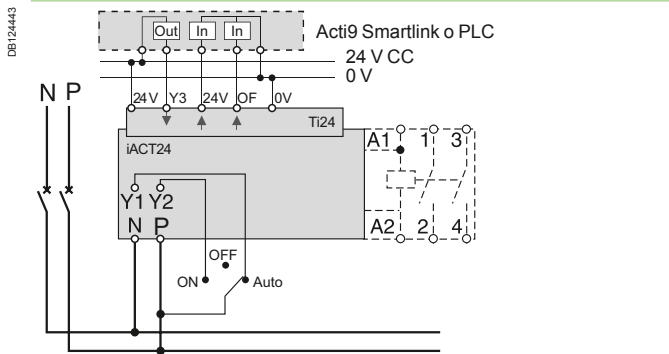 DB124443
Out In In
Acti9 Smartlink o PLC
24 V CC
0 V
N P
24V Y3 24V OF 0V
Ti24
iACT24
A1 1 3
Y1 Y2
N P
A2 2 4
OFF
ON Auto